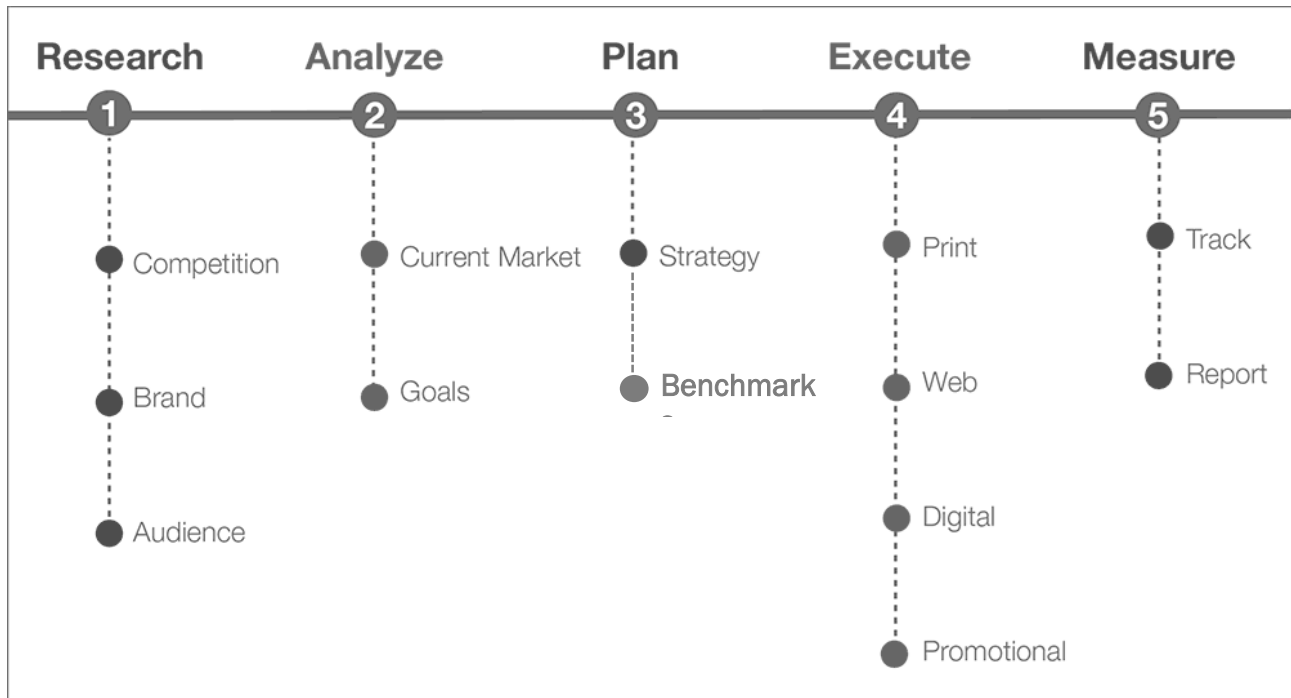 Research
Analyze
Plan
Execute
Measure
1
2
3
4
5
Competition
Brand
Audience
Current Market
Goals
Strategy
Benchmark
Print
Web
Digital
Promotional
Track
Report